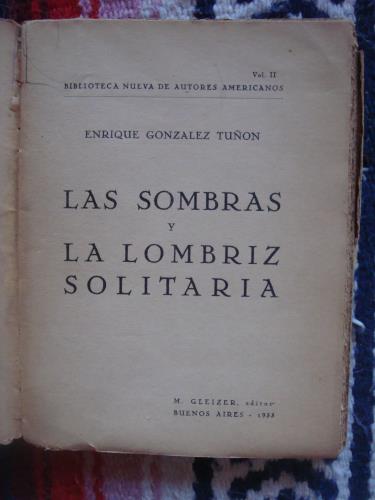 Vol. II
BIBLIOTECA NUEVA DE AUTORES AMERICANOS
ENRIQUE GONZALEZ TUÑON
LAS SOMBRAS
Y
LA LOMBRIZ
SOLITARIA
M. GLEIZER, editor
BUENOS AIRES - 1933